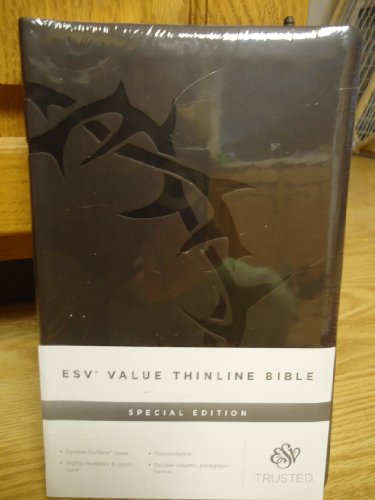 ESV® VALUE THINLINE BIBLE
SPECIAL EDITION
• Durable TruTone® cover
• Highly readable 8-point
type
• Concordance
• Double-column, paragraph
format
ESV
TRUSTED.